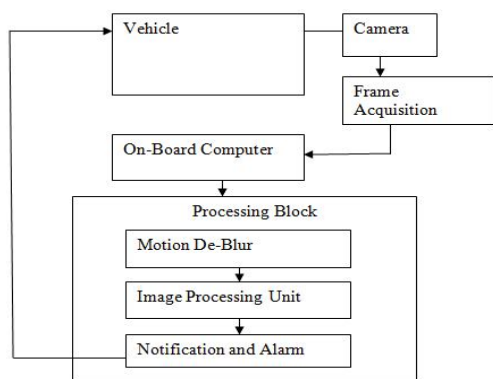 Vehicle
Camera
Frame
Acquisition
On-Board Computer
Processing Block
Motion De-Blur
Image Processing Unit
Notification and Alarm